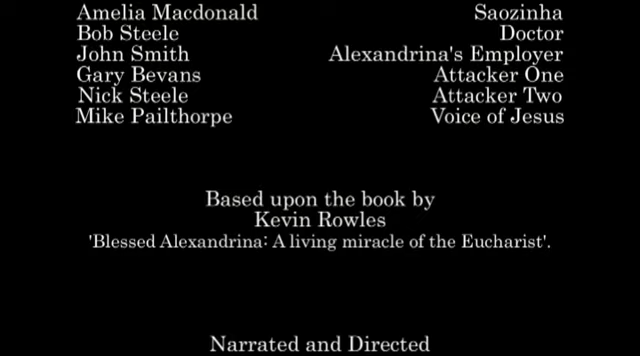 Amelia Macdonald Saozinha
Bob Steele Doctor
John Smith Alexandrina's Employer
Gary Bevans Attacker One
Nick Steele Attacker Two
Mike Pailthorpe Voice of Jesus
Based upon the book by
Kevin Rowles
'Blessed Alexandrina: A living miracle of the Eucharist'.
Narrated and Directed